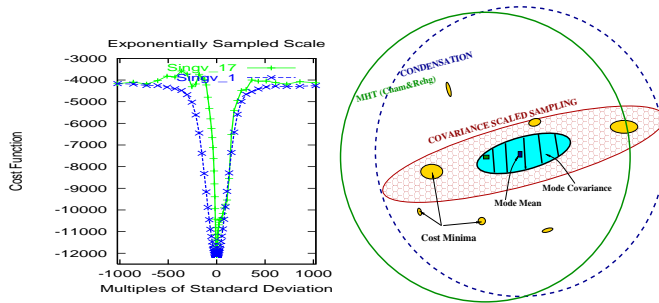 Exponentially Sampled Scale
Singv_17
Singv_1
-3000
-4000
-5000
-6000
-7000
-8000
-9000
-10000
-11000
-12000
Cost Function
-1000 -500 0 500 1000
Multiples of Standard Deviation
CONDENSATION
MHT (Cham&Rehg)
COVARIANCE SCALED SAMPLING
Mode Covariance
Mode Mean
Cost Minima